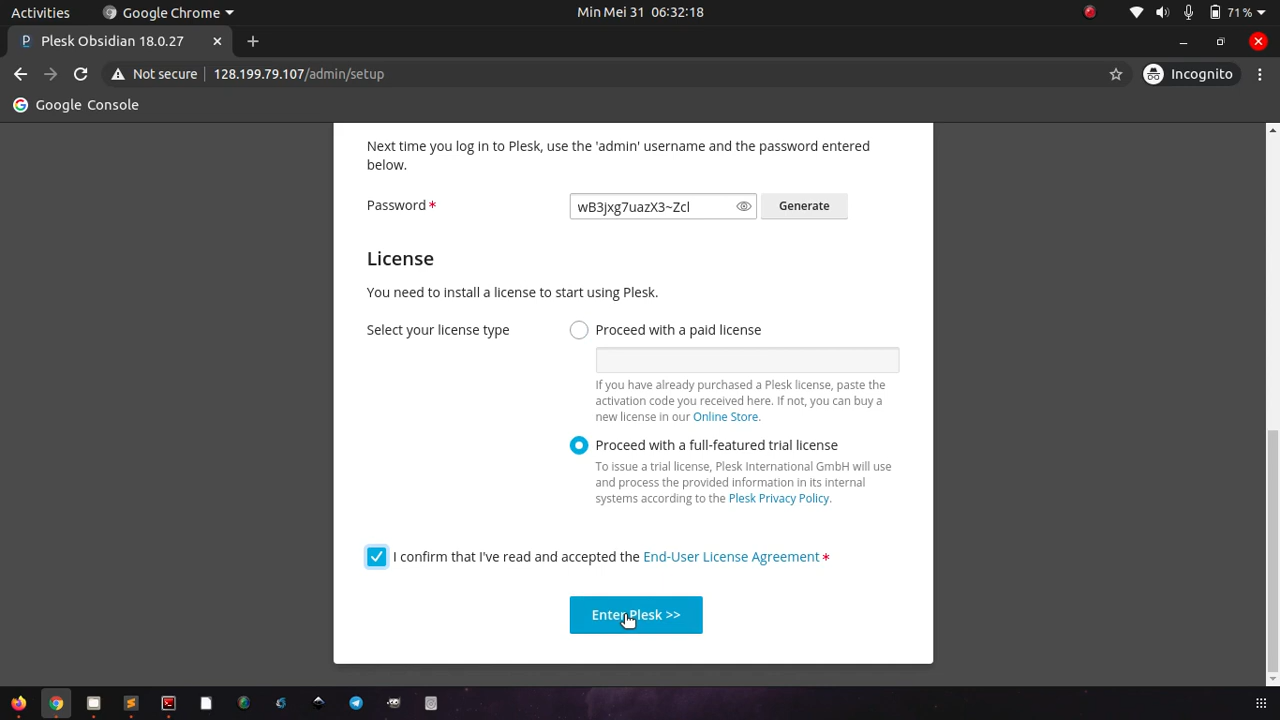 Activities
Google Chrome
Min Mei 31 06:32:18
71%
Plesk Obsidian 18.0.27
Not secure
128.199.79.107/admin/setup
Incognito
Google Console
Next time you log in to Plesk, use the 'admin' username and the password entered
below.
Password*
wB3jxg7uazX3~Zcl
Generate
License
You need to install a license to start using Plesk.
Select your license type
Proceed with a paid license
If you have already purchased a Plesk license, paste the
activation code you received here. If not, you can buy a
new license in our Online Store.
Proceed with a full-featured trial license
To issue a trial license, Plesk International GmbH will use
and process the provided information in its internal
systems according to the Plesk Privacy Policy.
I confirm that I've read and accepted the End-User License Agreement*
Enter Plesk >>